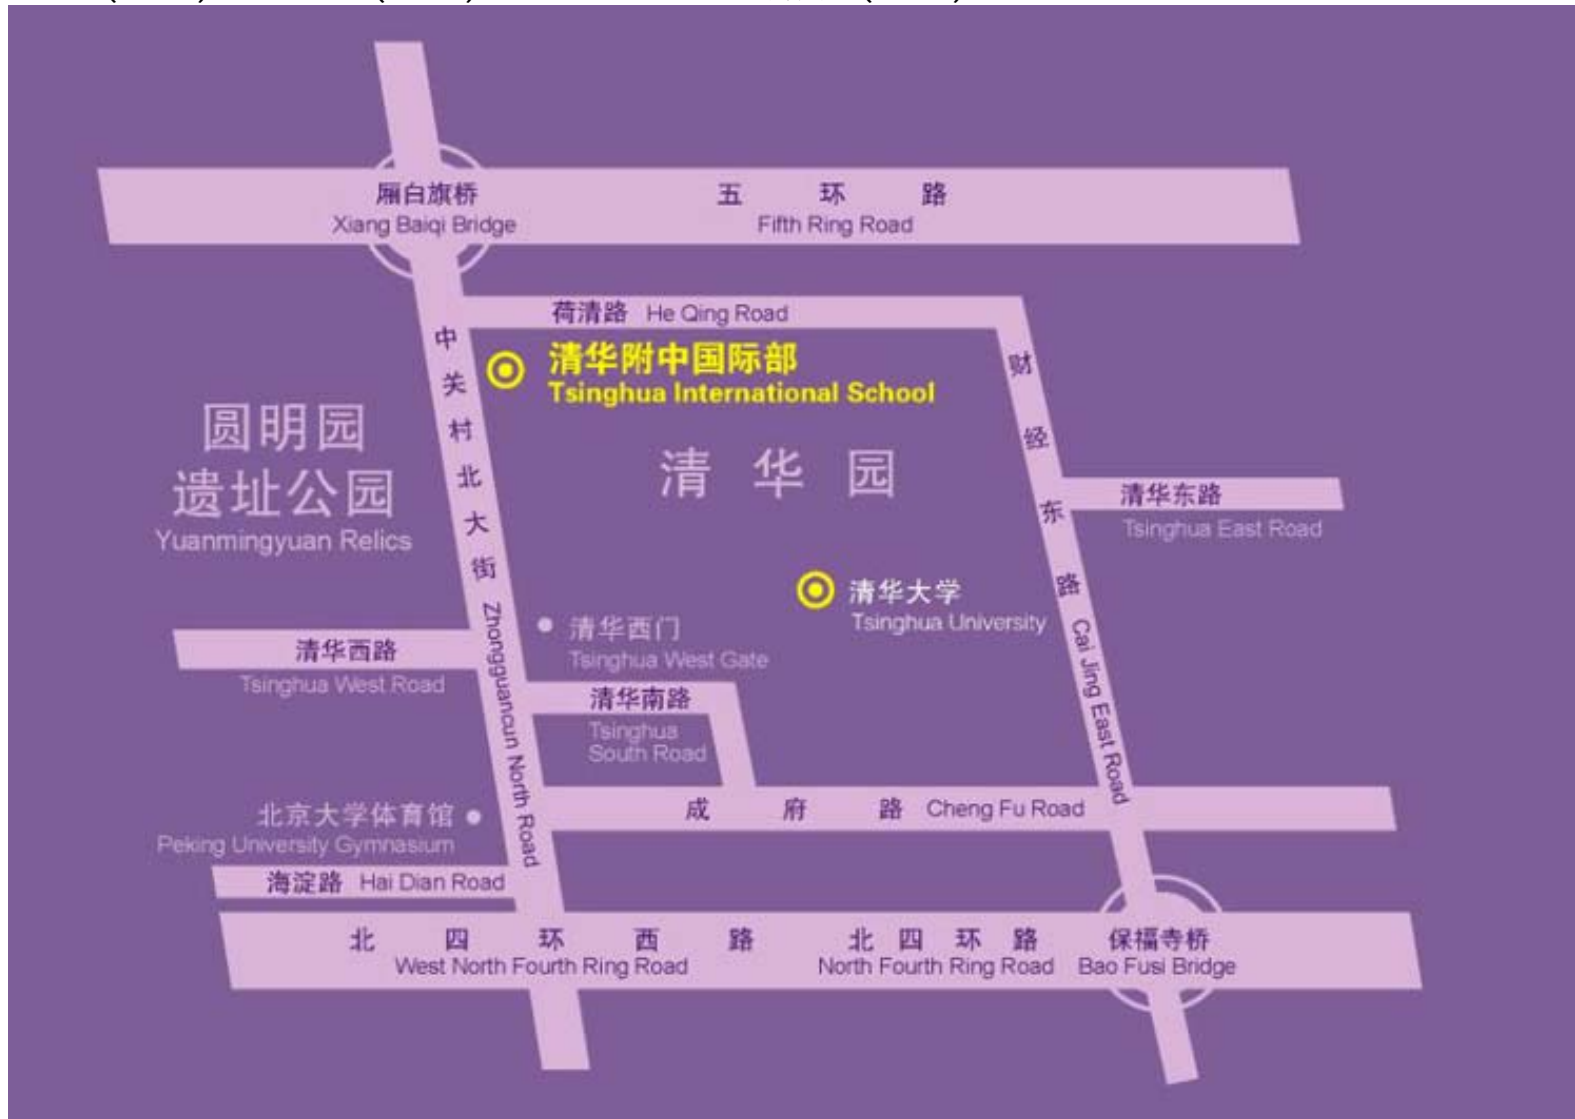 厢白旗桥
Xiang Baiqi Bridge
五环路
Fifth Ring Road
荷清路 He Qing Road
清华附中国际部
Tsinghua International School
中关村北大街 Zhongguancun North Road
财经东路 Cai Jing East Road
圆明园
遗址公园
Yuanmingyuan Relics
清华园
清华东路
Tsinghua East Road
清华大学
Tsinghua University
清华西门
Tsinghua West Gate
清华西路
Tsinghua West Road
清华南路
Tsinghua
South Road
北京大学体育馆
Peking University Gymnasium
成府路 Cheng Fu Road
海淀路 Hai Dian Road
北四环西路
West North Fourth Ring Road
北四环路
North Fourth Ring Road
保福寺桥
Bao Fusi Bridge